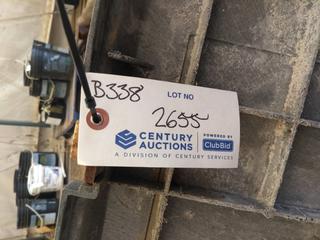 B338
LOT NO
2655
CENTURY AUCTIONS
POWERED BY
ClubBid
A DIVISION OF CENTURY SERVICES